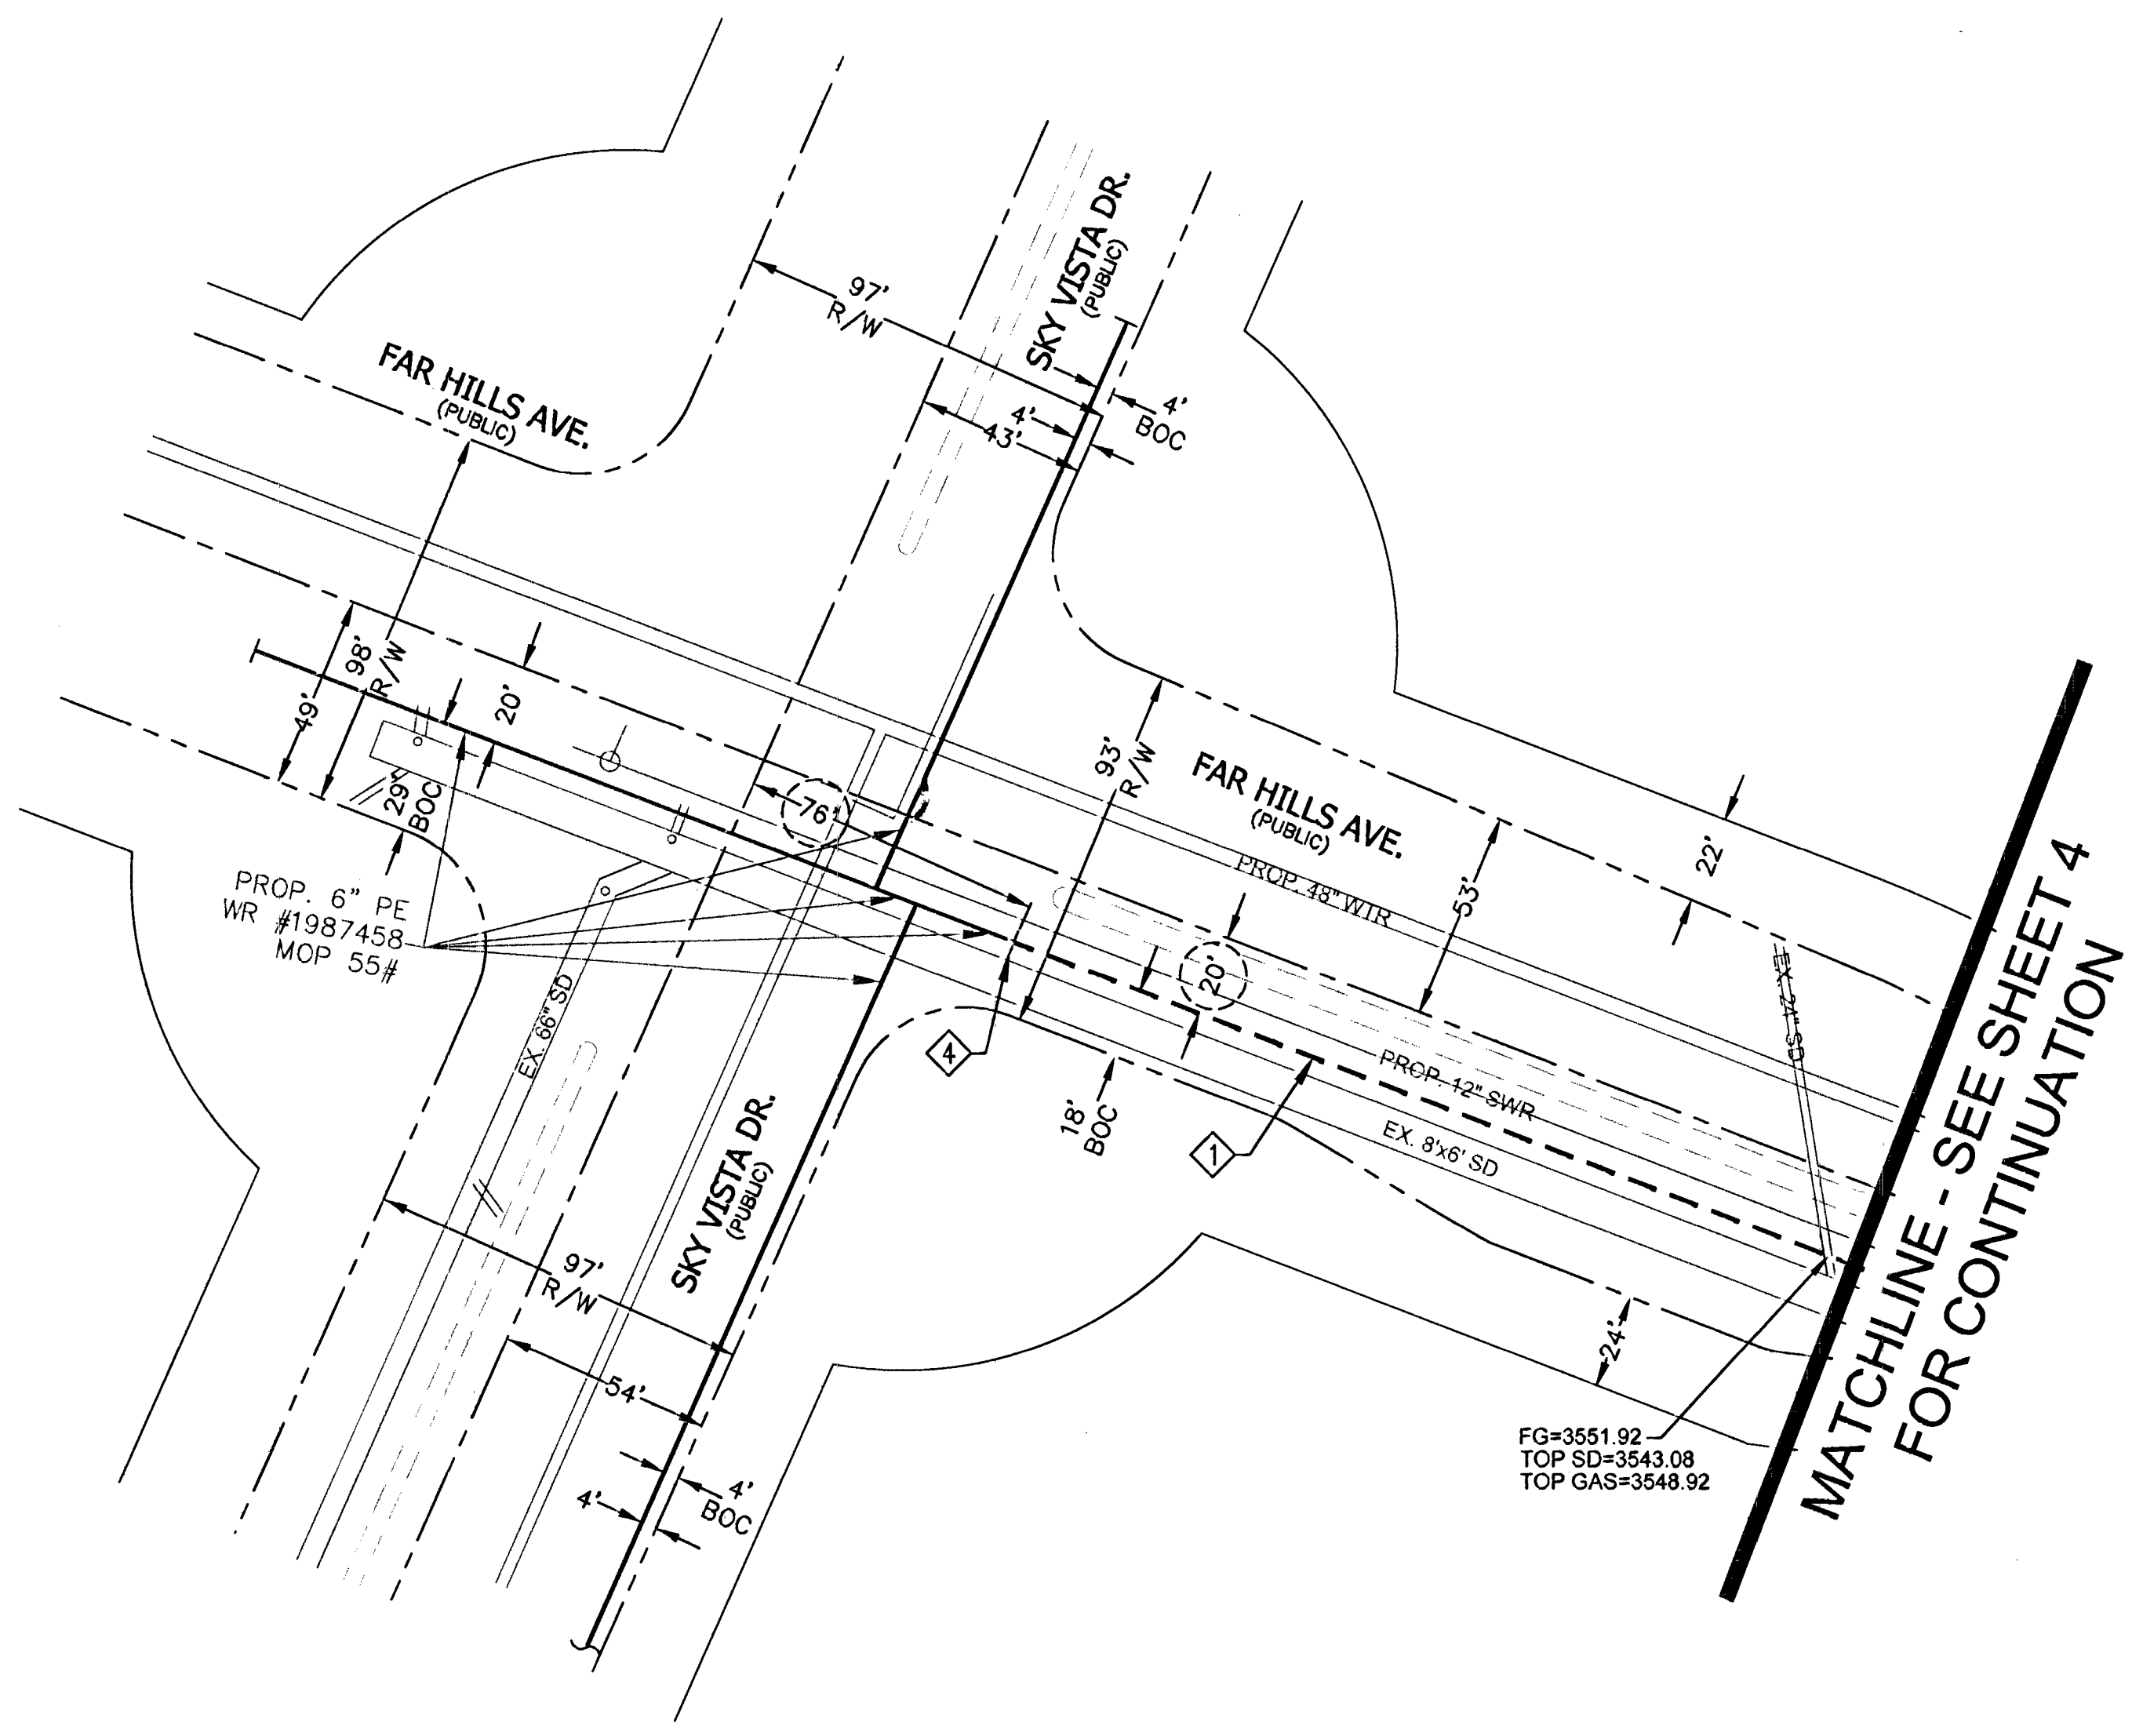 SKY VISTA DR.
(PUBLIC)
97'
R/W
FAR HILLS AVE.
(PUBLIC)
4'
43'
4'
BOC
98'
R/W
49'
20'
29'
BOC
76'
93'
R/W
FAR HILLS AVE.
(PUBLIC)
22'
53'
PROP. 48" WTR
PROP. 6" PE
WR #1987458
MOP 55#
20'
EX. 24" SD
EX. 66" SD
4
18'
BOC
1
PROP. 12" SWR
EX. 8'x6' SD
SKY VISTA DR.
(PUBLIC)
97'
R/W
54'
24'
4'
4'
BOC
FG=3551.92
TOP SD=3543.08
TOP GAS=3548.92
MATCHLINE - SEE SHEET 4
FOR CONTINUATION